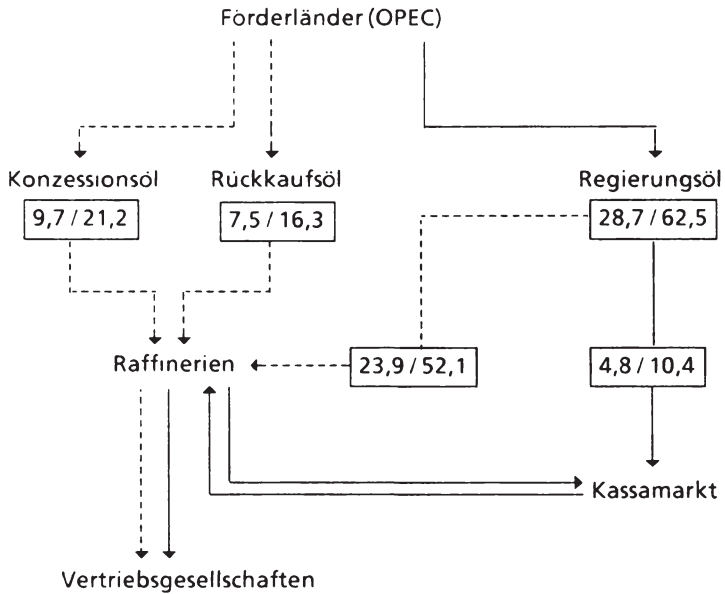 Förderländer (OPEC)
Konzessionsöl Rückkaufsöl Regierungsöl
9,7 / 21,2 7,5 / 16,3 28,7 / 62,5
Raffinerien 23,9 / 52,1 4,8 / 10,4
Kassamarkt
Vertriebsgesellschaften